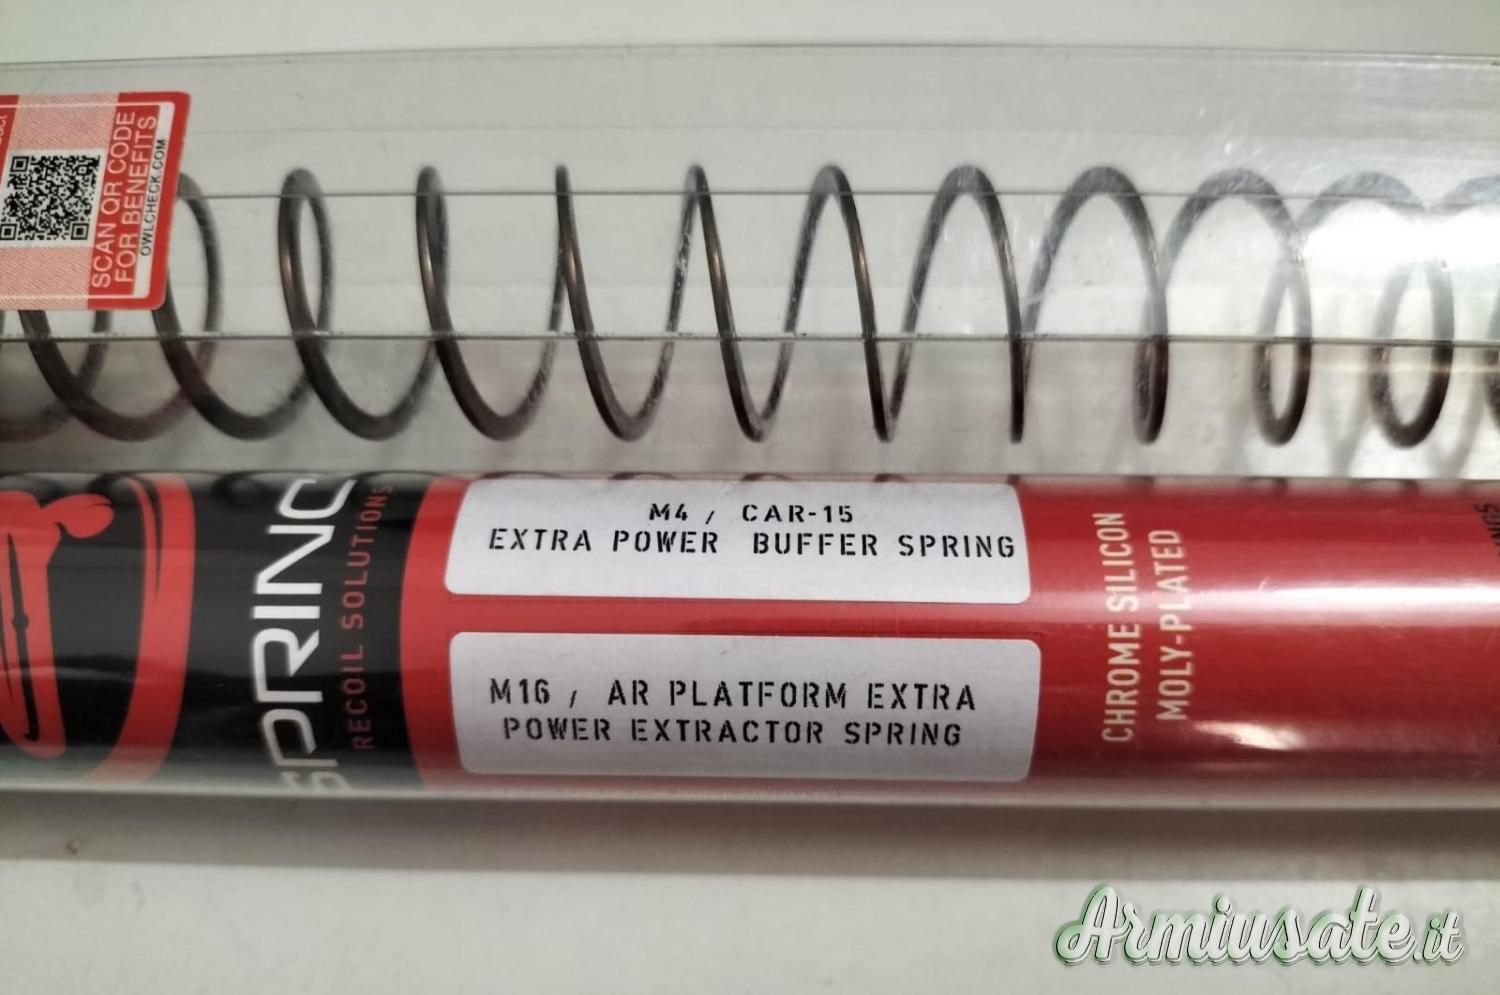 SCAN QR CODE
FOR BENEFITS
OWLCHECK.COM
SPRINCO
RECOIL SOLUTIONS
M4 / CAR-15
EXTRA POWER BUFFER SPRING
M16 / AR PLATFORM EXTRA
POWER EXTRACTOR SPRING
CHROME SILICON
MOLY-PLATED
Armiusate.it